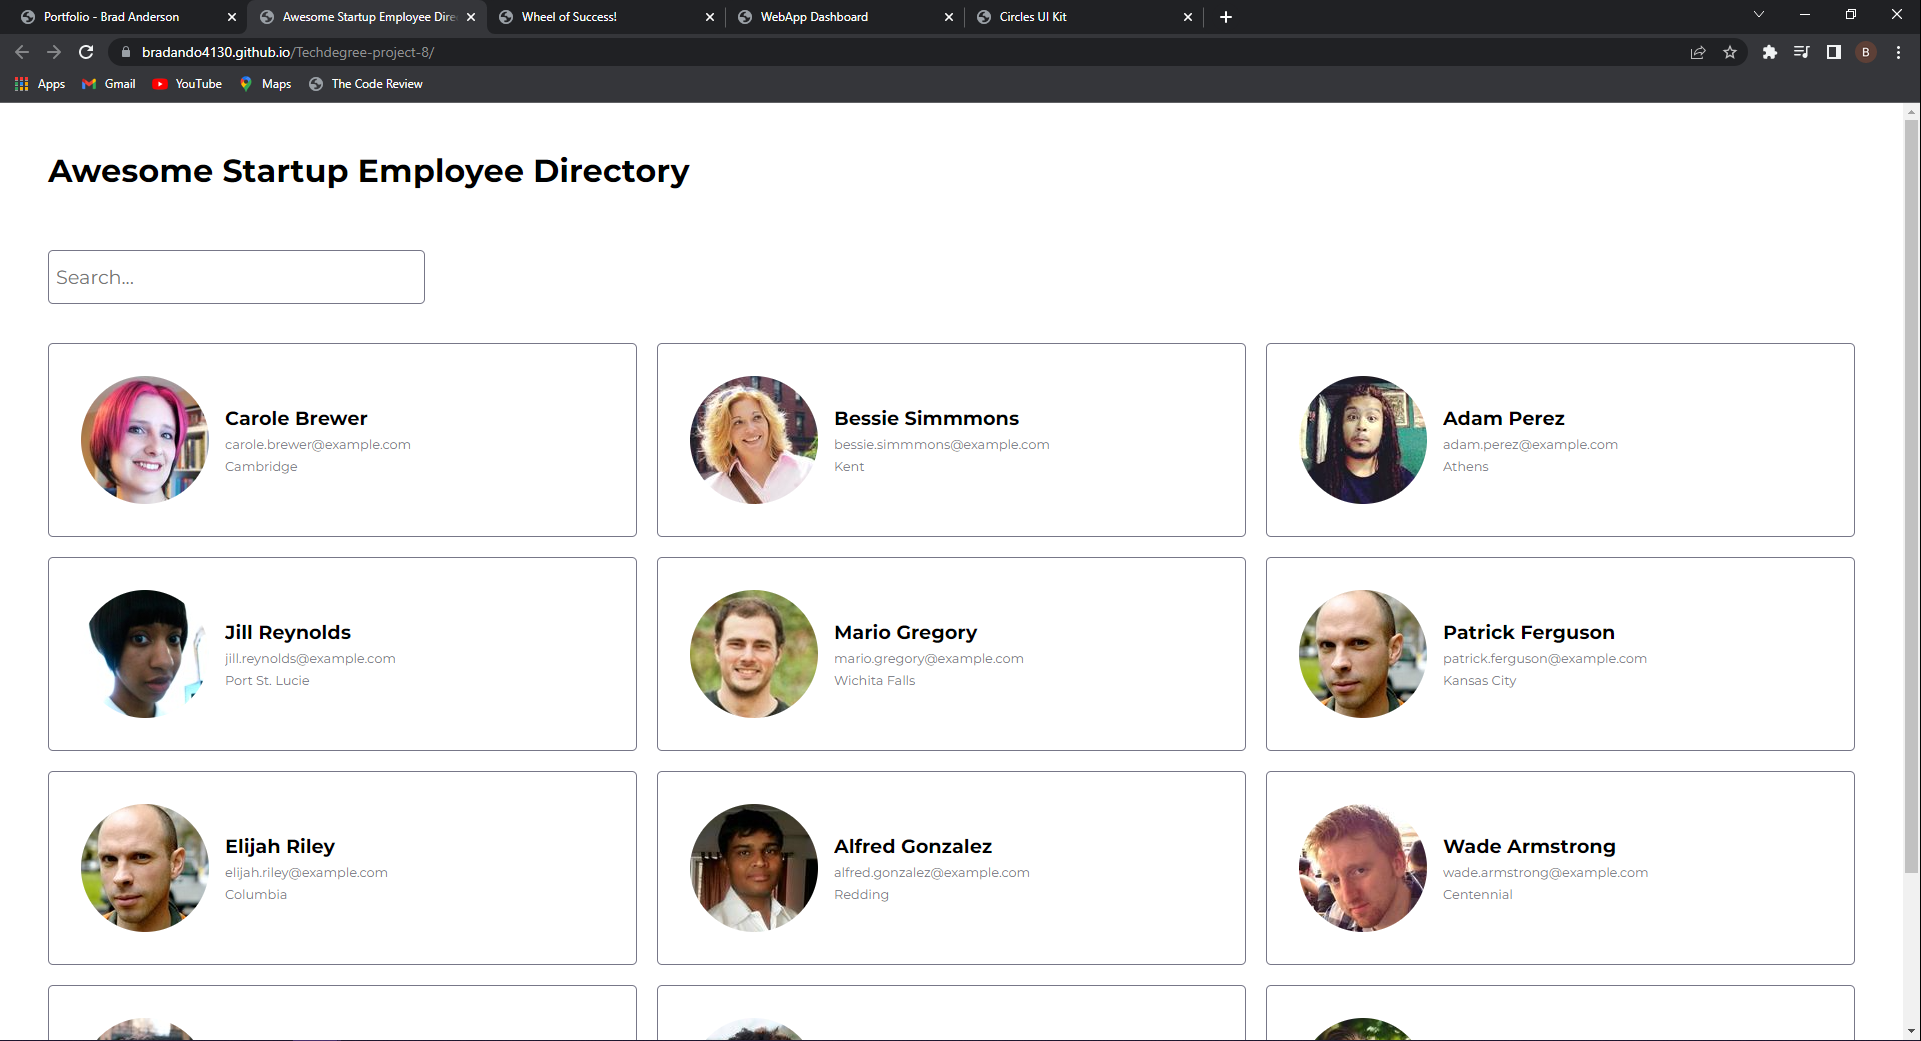 Portfolio - Brad Anderson
Awesome Startup Employee Dire
Wheel of Success!
WebApp Dashboard
Circles UI Kit
bradando4130.github.io/Techdegree-project-8/
B
Apps
Gmail
YouTube
Maps
The Code Review
Awesome Startup Employee Directory
Search...
Carole Brewer
carole.brewer@example.com
Cambridge
Bessie Simmmons
bessie.simmmons@example.com
Kent
Adam Perez
adam.perez@example.com
Athens
Jill Reynolds
jill.reynolds@example.com
Port St. Lucie
Mario Gregory
mario.gregory@example.com
Wichita Falls
Patrick Ferguson
patrick.ferguson@example.com
Kansas City
Elijah Riley
elijah.riley@example.com
Columbia
Alfred Gonzalez
alfred.gonzalez@example.com
Redding
Wade Armstrong
wade.armstrong@example.com
Centennial